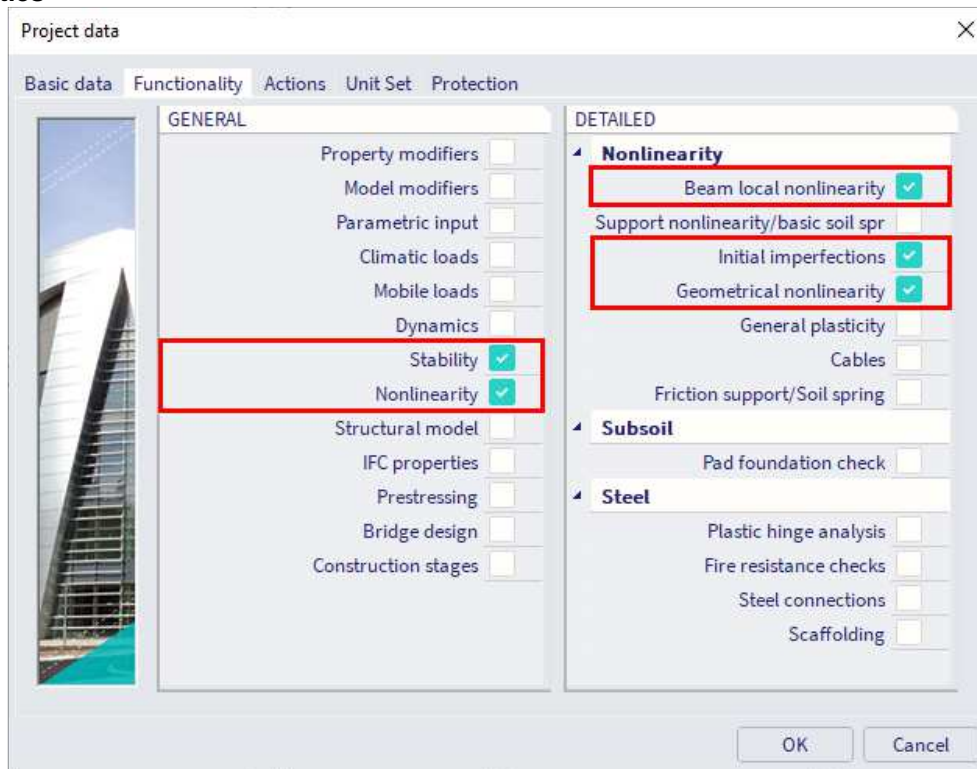 Project data
Basic data Functionality Actions Unit Set Protection
GENERAL
Property modifiers
Model modifiers
Parametric input
Climatic loads
Mobile loads
Dynamics
Stability
Nonlinearity
Structural model
IFC properties
Prestressing
Bridge design
Construction stages
DETAILED
Nonlinearity
Beam local nonlinearity
Support nonlinearity/basic soil spr
Initial imperfections
Geometrical nonlinearity
General plasticity
Cables
Friction support/Soil spring
Subsoil
Pad foundation check
Steel
Plastic hinge analysis
Fire resistance checks
Steel connections
Scaffolding
OK Cancel